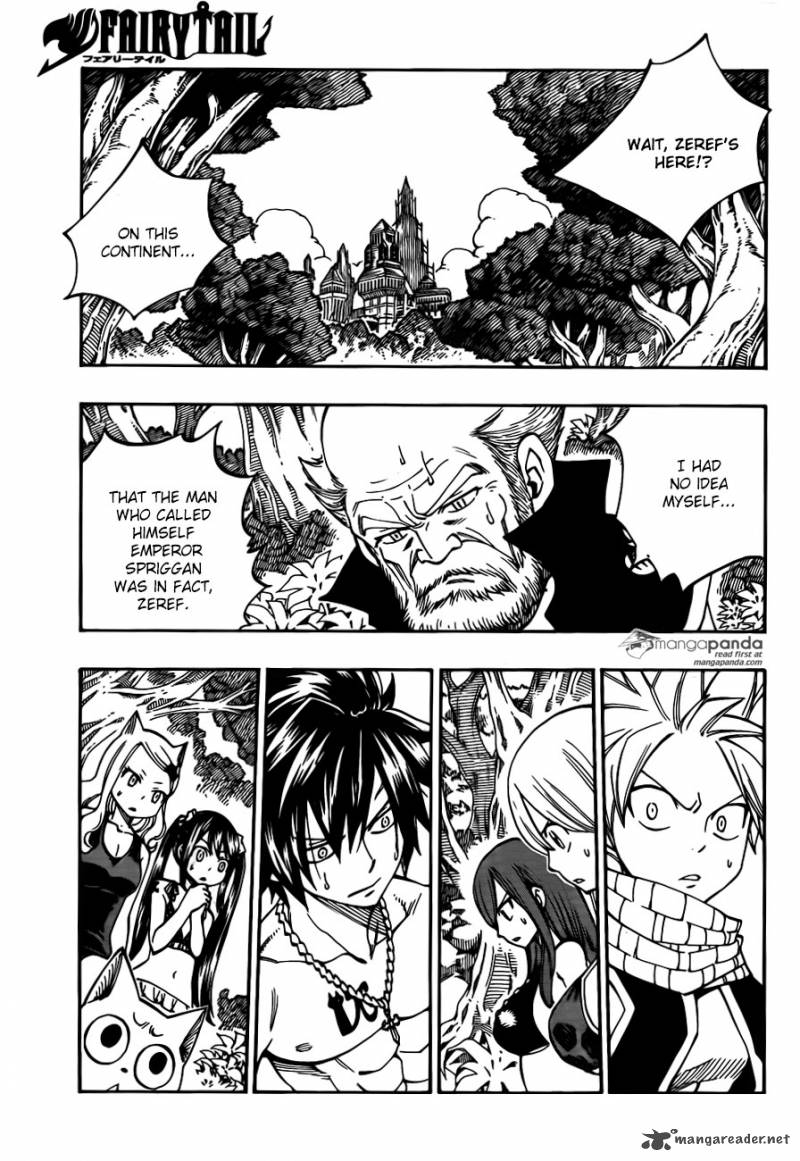 FAIRY TAIL
フェアリーテイル
WAIT, ZEREF'S
HERE!?
ON THIS
CONTINENT...
I HAD
NO IDEA
MYSELF...
THAT THE MAN
WHO CALLED
HIMSELF
EMPEROR
SPRIGGAN
WAS IN FACT,
ZEREF.
mangapanda
read first at
mangapanda.com
mangareader.net